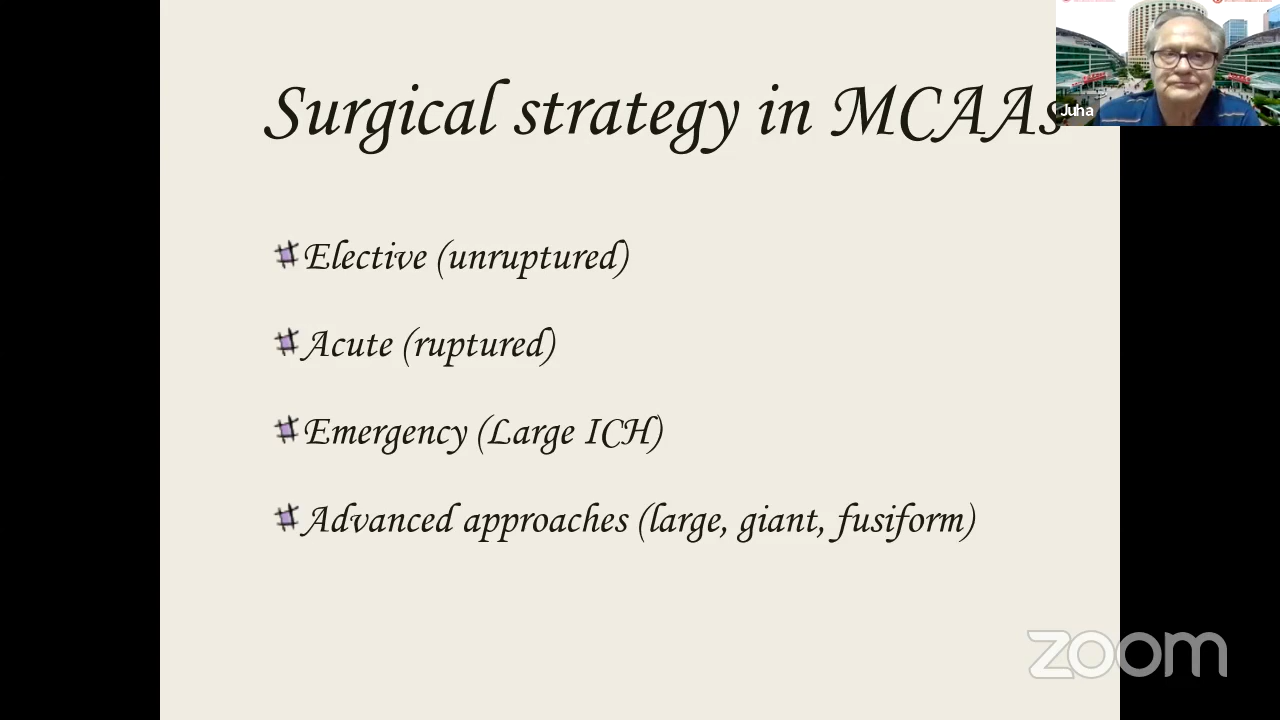 Surgical strategy in MCAAs
Juha
Elective (unruptured)
Acute (ruptured)
Emergency (Large ICH)
Advanced approaches (large, giant, fusiform)
zoom